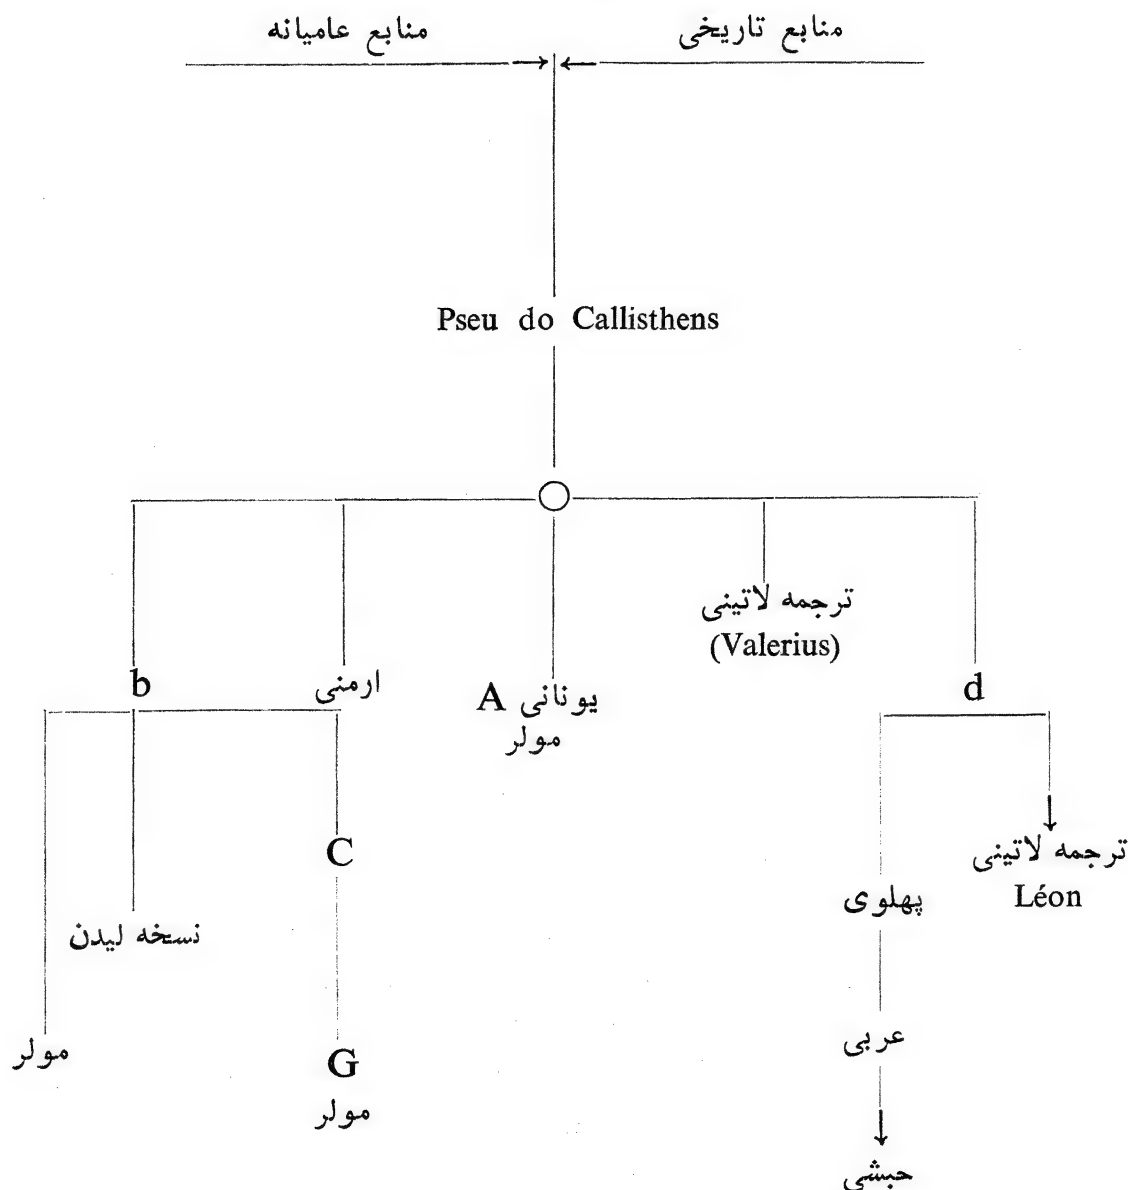 منابع تاریخی
منابع عامیانه
Pseu do Callisthens
ترجمه لاتینی
(Valerius)
d
یونانی A
مولر
ارمنی
b
ترجمه لاتینی
Léon
پهلوی
C
نسخه لیدن
عربی
G
مولر
مولر
حبشی